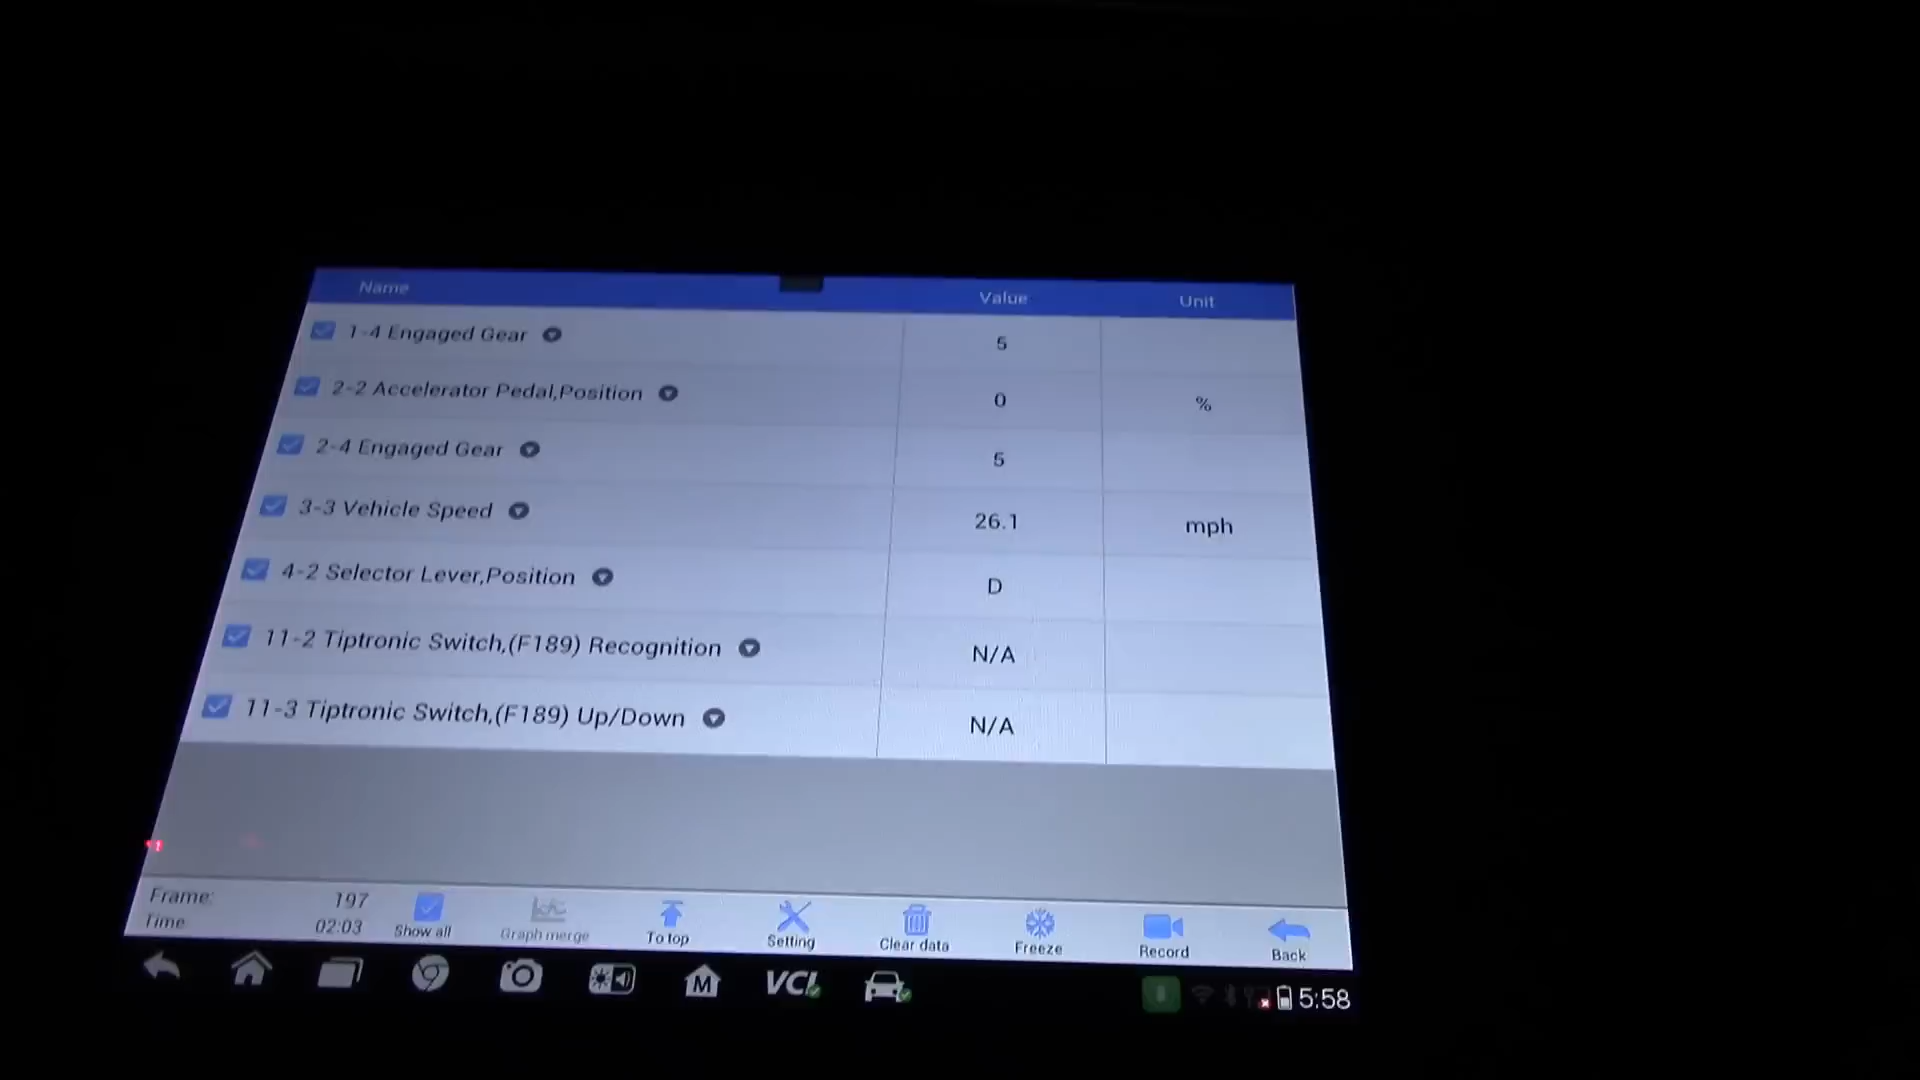 Name Value Unit
1-4 Engaged Gear 5
2-2 Accelerator Pedal,Position 0 %
2-4 Engaged Gear 5
3-3 Vehicle Speed 26.1 mph
4-2 Selector Lever,Position D
11-2 Tiptronic Switch,(F189) Recognition N/A
11-3 Tiptronic Switch,(F189) Up/Down N/A
Frame: 197
Time 02:03
Show all
Graph merge
To top
Setting
Clear data
Freeze
Record
Back
M
VCI
5:58